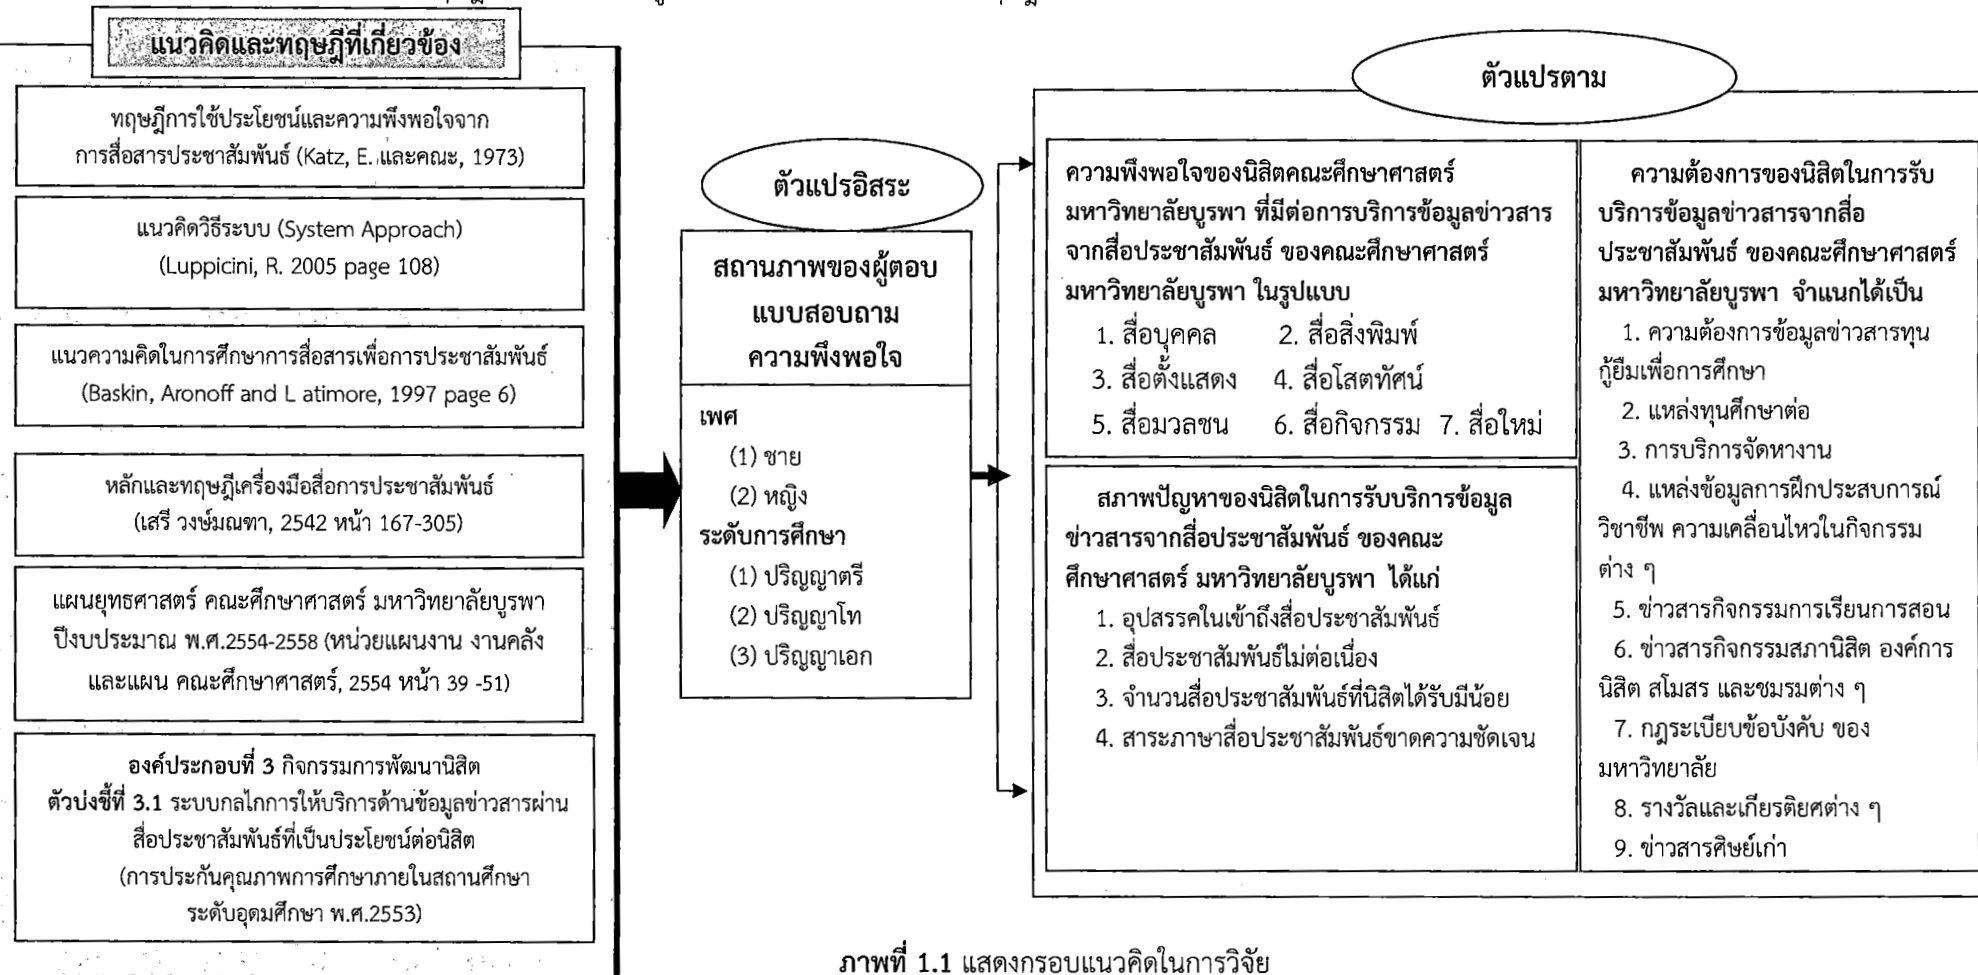 แนวคิดและทฤษฎีที่เกี่ยวข้อง
ทฤษฎีการใช้ประโยชน์และความพึงพอใจจาก
การสื่อสารประชาสัมพันธ์ (Katz, E. และคณะ, 1973)
แนวคิดวิธีระบบ (System Approach)
(Luppicini, R. 2005 page 108)
แนวความคิดในการศึกษาการสื่อสารเพื่อการประชาสัมพันธ์
(Baskin, Aronoff and L atimore, 1997 page 6)
หลักและทฤษฎีเครื่องมือสื่อการประชาสัมพันธ์
(เสรี วงษ์มณฑา, 2542 หน้า 167-305)
แผนยุทธศาสตร์ คณะศึกษาศาสตร์ มหาวิทยาลัยบูรพา
ปีงบประมาณ พ.ศ.2554-2558 (หน่วยแผนงาน งานคลัง
และแผน คณะศึกษาศาสตร์, 2554 หน้า 39 -51)
องค์ประกอบที่ 3 กิจกรรมการพัฒนานิสิต
ตัวบ่งชี้ที่ 3.1 ระบบกลไกการให้บริการด้านข้อมูลข่าวสารผ่าน
สื่อประชาสัมพันธ์ที่เป็นประโยชน์ต่อนิสิต
(การประกันคุณภาพการศึกษาภายในสถานศึกษา
ระดับอุดมศึกษา พ.ศ.2553)
ตัวแปรอิสระ
สถานภาพของผู้ตอบ
แบบสอบถาม
ความพึงพอใจ
เพศ
(1) ชาย
(2) หญิง
ระดับการศึกษา
(1) ปริญญาตรี
(2) ปริญญาโท
(3) ปริญญาเอก
ตัวแปรตาม
ความพึงพอใจของนิสิตคณะศึกษาศาสตร์
มหาวิทยาลัยบูรพา ที่มีต่อการบริการข้อมูลข่าวสาร
จากสื่อประชาสัมพันธ์ ของคณะศึกษาศาสตร์
มหาวิทยาลัยบูรพา ในรูปแบบ
1. สื่อบุคคล 2. สื่อสิ่งพิมพ์
3. สื่อตั้งแสดง 4. สื่อโสตทัศน์
5. สื่อมวลชน 6. สื่อกิจกรรม 7. สื่อใหม่
สภาพปัญหาของนิสิตในการรับบริการข้อมูล
ข่าวสารจากสื่อประชาสัมพันธ์ ของคณะ
ศึกษาศาสตร์ มหาวิทยาลัยบูรพา ได้แก่
1. อุปสรรคในเข้าถึงสื่อประชาสัมพันธ์
2. สื่อประชาสัมพันธ์ไม่ต่อเนื่อง
3. จำนวนสื่อประชาสัมพันธ์ที่นิสิตได้รับมีน้อย
4. สาระภาษาสื่อประชาสัมพันธ์ขาดความชัดเจน
ความต้องการของนิสิตในการรับ
บริการข้อมูลข่าวสารจากสื่อ
ประชาสัมพันธ์ ของคณะศึกษาศาสตร์
มหาวิทยาลัยบูรพา จำแนกได้เป็น
1. ความต้องการข้อมูลข่าวสารทุน
กู้ยืมเพื่อการศึกษา
2. แหล่งทุนศึกษาต่อ
3. การบริการจัดหางาน
4. แหล่งข้อมูลการฝึกประสบการณ์
วิชาชีพ ความเคลื่อนไหวในกิจกรรม
ต่าง ๆ
5. ข่าวสารกิจกรรมการเรียนการสอน
6. ข่าวสารกิจกรรมสภานิสิต องค์การ
นิสิต สโมสร และชมรมต่าง ๆ
7. กฎระเบียบข้อบังคับ ของ
มหาวิทยาลัย
8. รางวัลและเกียรติยศต่าง ๆ
9. ข่าวสารศิษย์เก่า
ภาพที่ 1.1 แสดงกรอบแนวคิดในการวิจัย